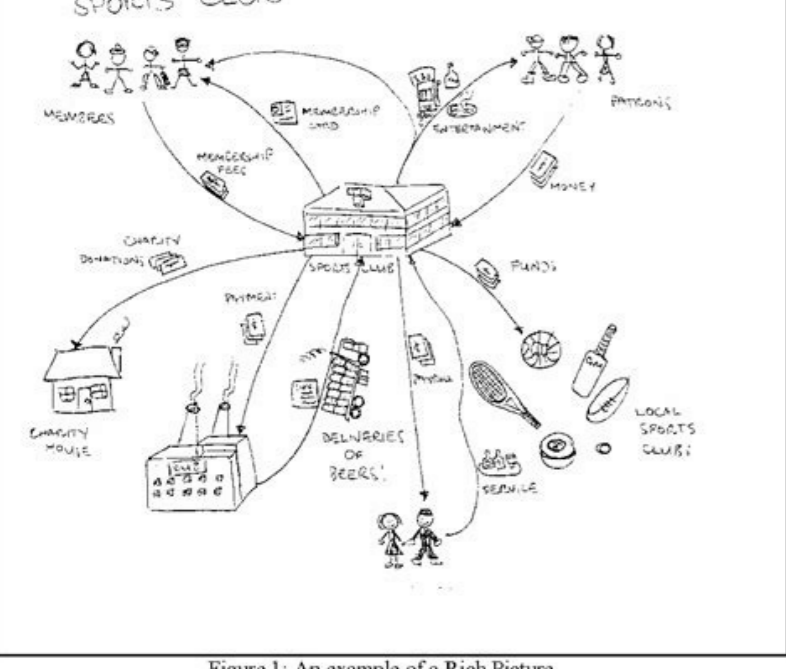 SPORTS CLUB
MEMBERS
PATRONS
MEMBERSHIP
CARD
ENTERTAINMENT
MEMBERSHIP
FEES
MONEY
CHARITY
DONATIONS
SPORTS CLUB
FUNDS
PAYMENT
DELIVERIES
OF
BEERS!
LOCAL
SPORTS
CLUBS
CHARITY
HOUSE
SERVICE
Figure 1: An example of a Rich Picture